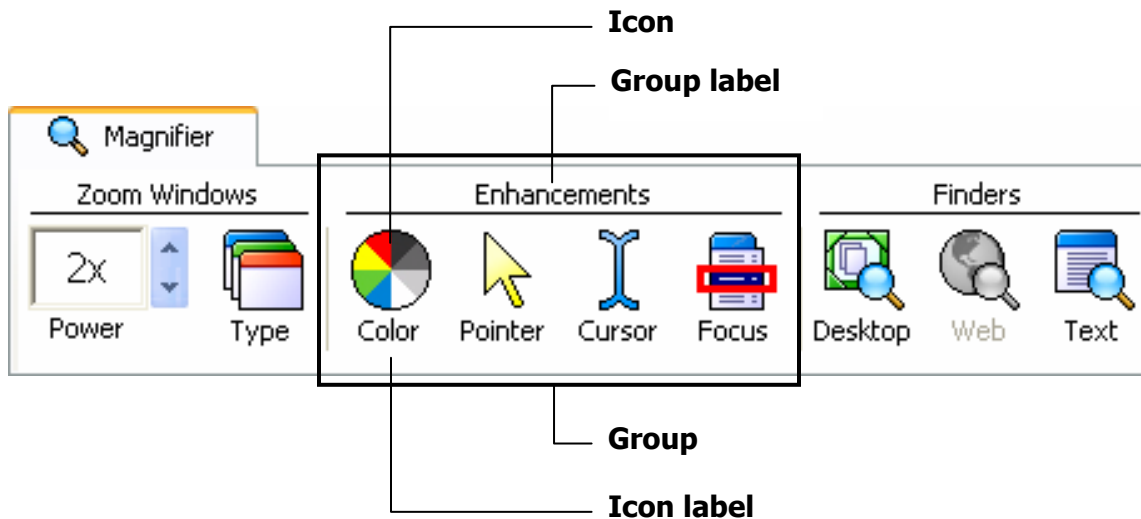 Icon
Group label
Magnifier
Zoom Windows Enhancements Finders
2x
Power Type Color Pointer Cursor Focus Desktop Web Text
Group
Icon label